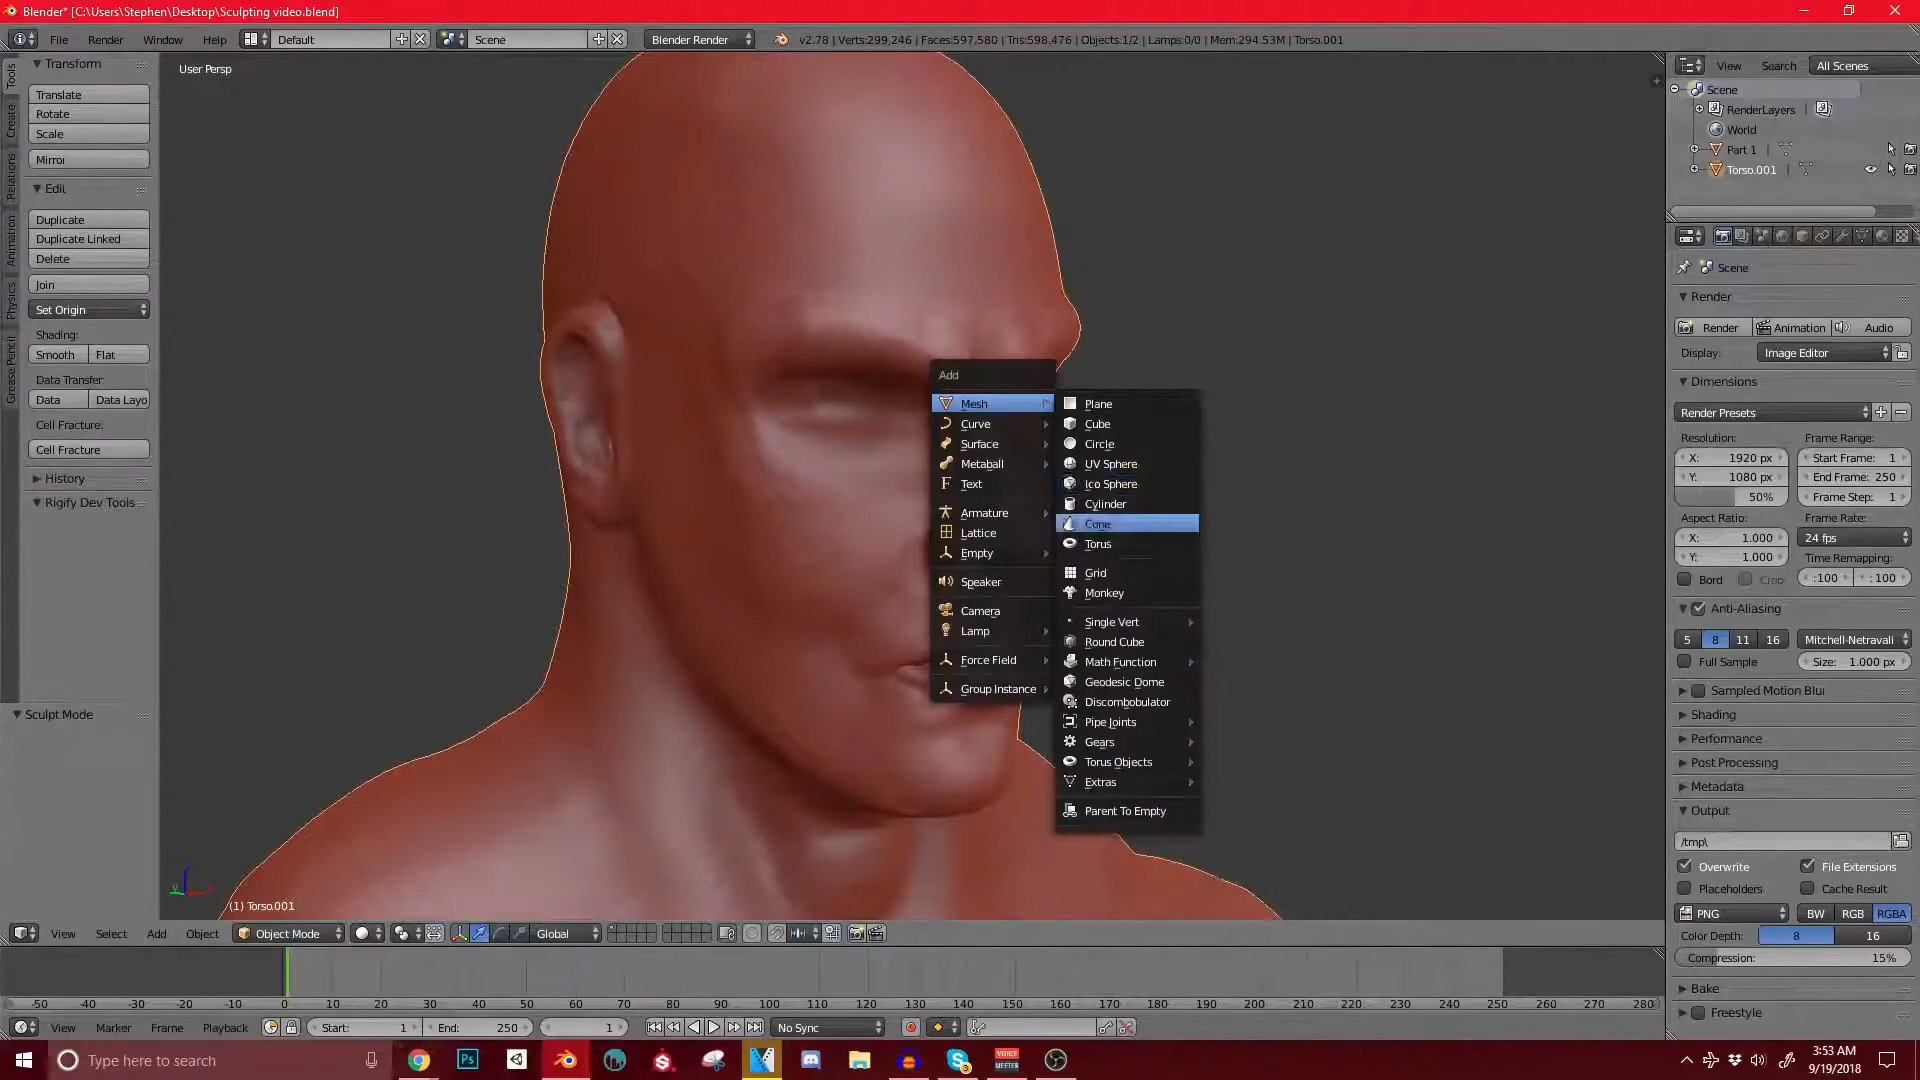 Blender* [C:\Users\Stephen\Desktop\Sculpting video.blend]
File Render Window Help Default Scene Blender Render v2.78 | Verts:299,246 | Faces:597,580 | Tris:598,476 | Objects:1/2 | Lamps:0/0 | Mem:294.53M | Torso.001
Tools
Create
Relations
Animation
Physics
Grease Pencil
Transform
Translate
Rotate
Scale
Mirror
Edit
Duplicate
Duplicate Linked
Delete
Join
Set Origin
Shading:
Smooth Flat
Data Transfer:
Data Data Layo
Cell Fracture:
Cell Fracture
History
Rigify Dev Tools
Sculpt Mode
User Persp
Add
Mesh
Curve
Surface
Metaball
Text
Armature
Lattice
Empty
Speaker
Camera
Lamp
Force Field
Group Instance
Plane
Cube
Circle
UV Sphere
Ico Sphere
Cylinder
Cone
Torus
Grid
Monkey
Single Vert
Round Cube
Math Function
Geodesic Dome
Discombobulator
Pipe Joints
Gears
Torus Objects
Extras
Parent To Empty
(1) Torso.001
View Select Add Object Object Mode Global
View Search All Scenes
Scene
RenderLayers
World
Part 1
Torso.001
Scene
Render
Render Animation Audio
Display: Image Editor
Dimensions
Render Presets
Resolution: Frame Range:
X: 1920 px Start Frame: 1
Y: 1080 px End Frame: 250
50% Frame Step: 1
Aspect Ratio: Frame Rate:
X: 1.000 24 fps
Y: 1.000 Time Remapping:
Bord Crop :100 :100
Anti-Aliasing
5 8 11 16 Mitchell-Netravali
Full Sample Size: 1.000 px
Sampled Motion Blur
Shading
Performance
Post Processing
Metadata
Output
/tmp\
Overwrite File Extensions
Placeholders Cache Result
PNG BW RGB RGBA
Color Depth: 8 16
Compression: 15%
Bake
Freestyle
-50 -40 -30 -20 -10 0 10 20 30 40 50 60 70 80 90 100 110 120 130 140 150 160 170 180 190 200 210 220 230 240 250 260 270 280
View Marker Frame Playback Start: 1 End: 250 1 No Sync
Type here to search
Ps
VOICE
MEETER
3
3:53 AM
9/19/2018